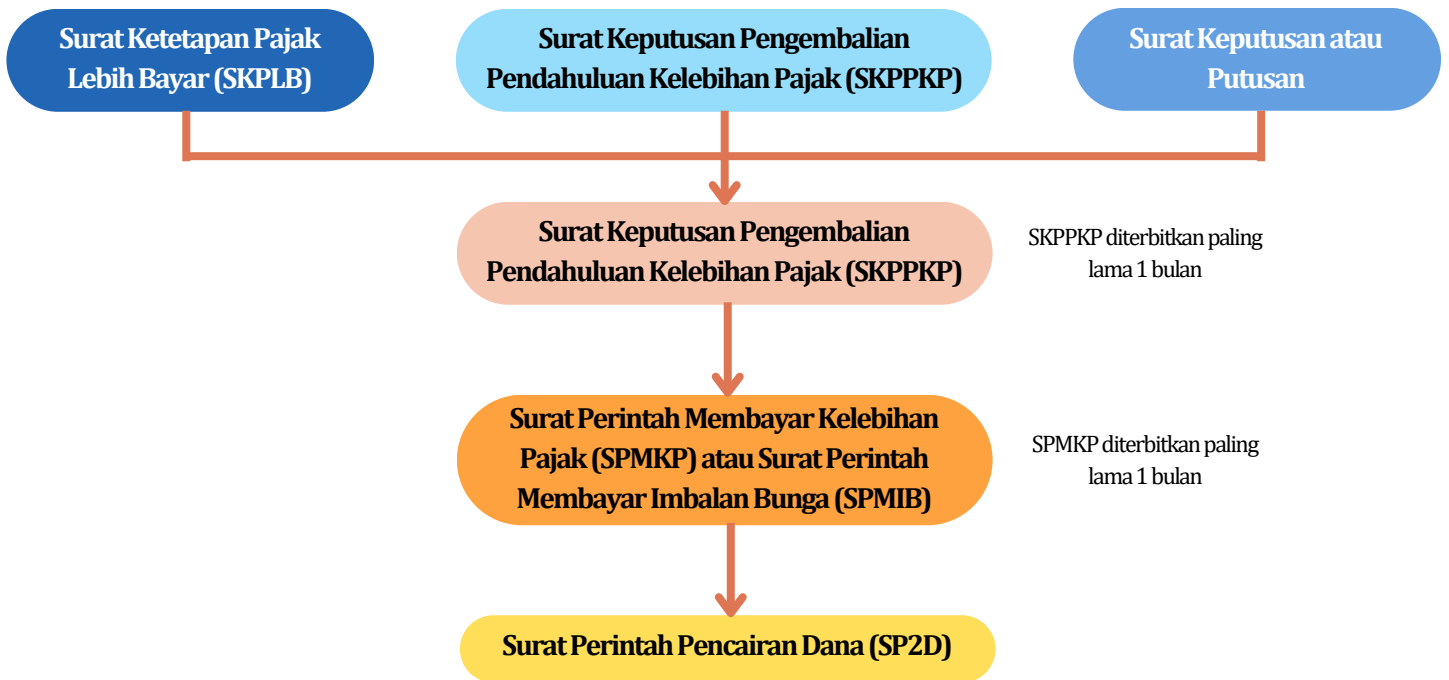 Surat Ketetapan Pajak
Lebih Bayar (SKPLB)
Surat Keputusan Pengembalian
Pendahuluan Kelebihan Pajak (SKPPKP)
Surat Keputusan atau
Putusan
Surat Keputusan Pengembalian
Pendahuluan Kelebihan Pajak (SKPPKP)
SKPPKP diterbitkan paling
lama 1 bulan
Surat Perintah Membayar Kelebihan
Pajak (SPMKP) atau Surat Perintah
Membayar Imbalan Bunga (SPMIB)
SPMKP diterbitkan paling
lama 1 bulan
Surat Perintah Pencairan Dana (SP2D)